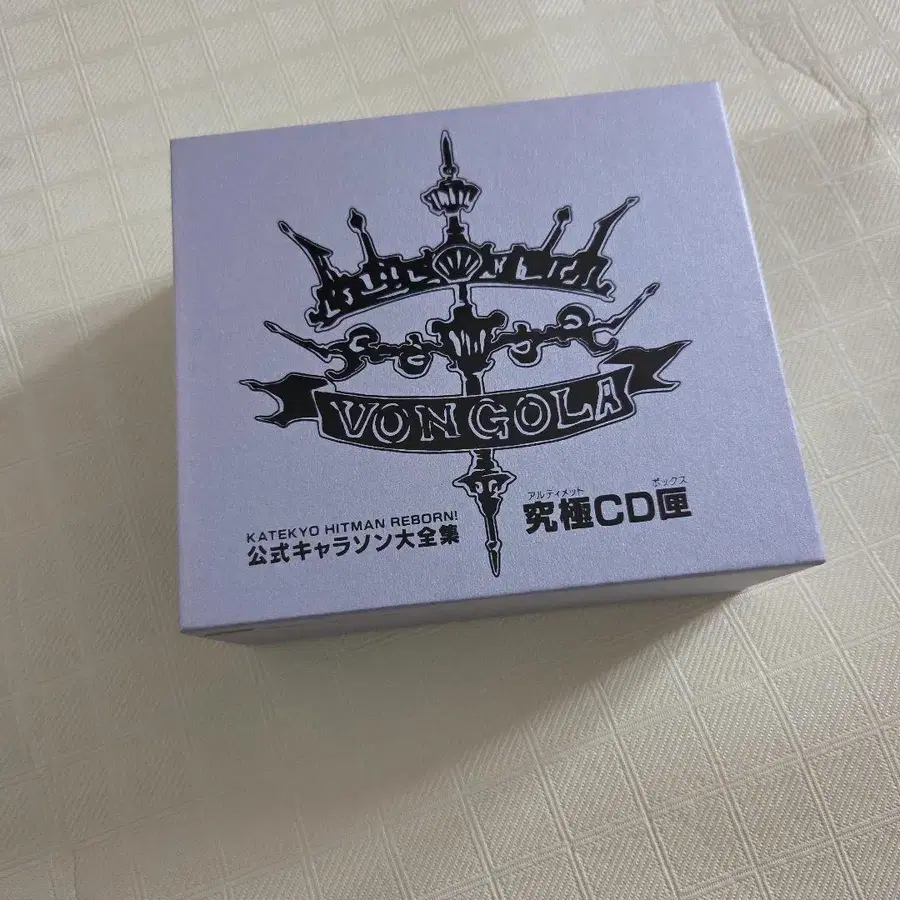 VONGOLA
KATEKYO HITMAN REBORN!
公式キャラソン大全集
アルティメット ボックス
究極CD匣